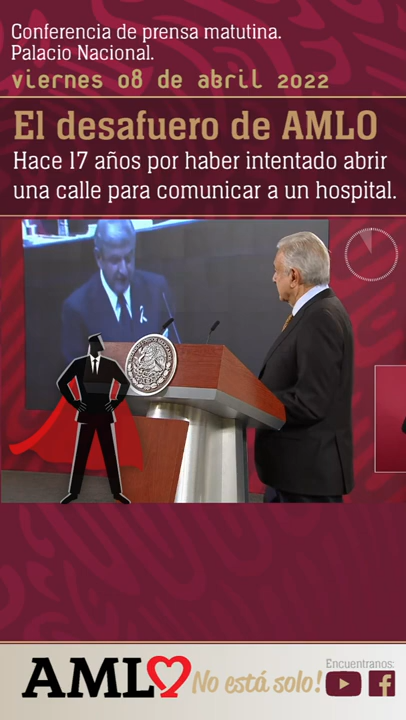 Conferencia de prensa matutina.
Palacio Nacional.
viernes 08 de abril 2022
El desafuero de AMLO
Hace 17 años por haber intentado abrir
una calle para comunicar a un hospital.
AMLO
No está solo!
Encuentranos: